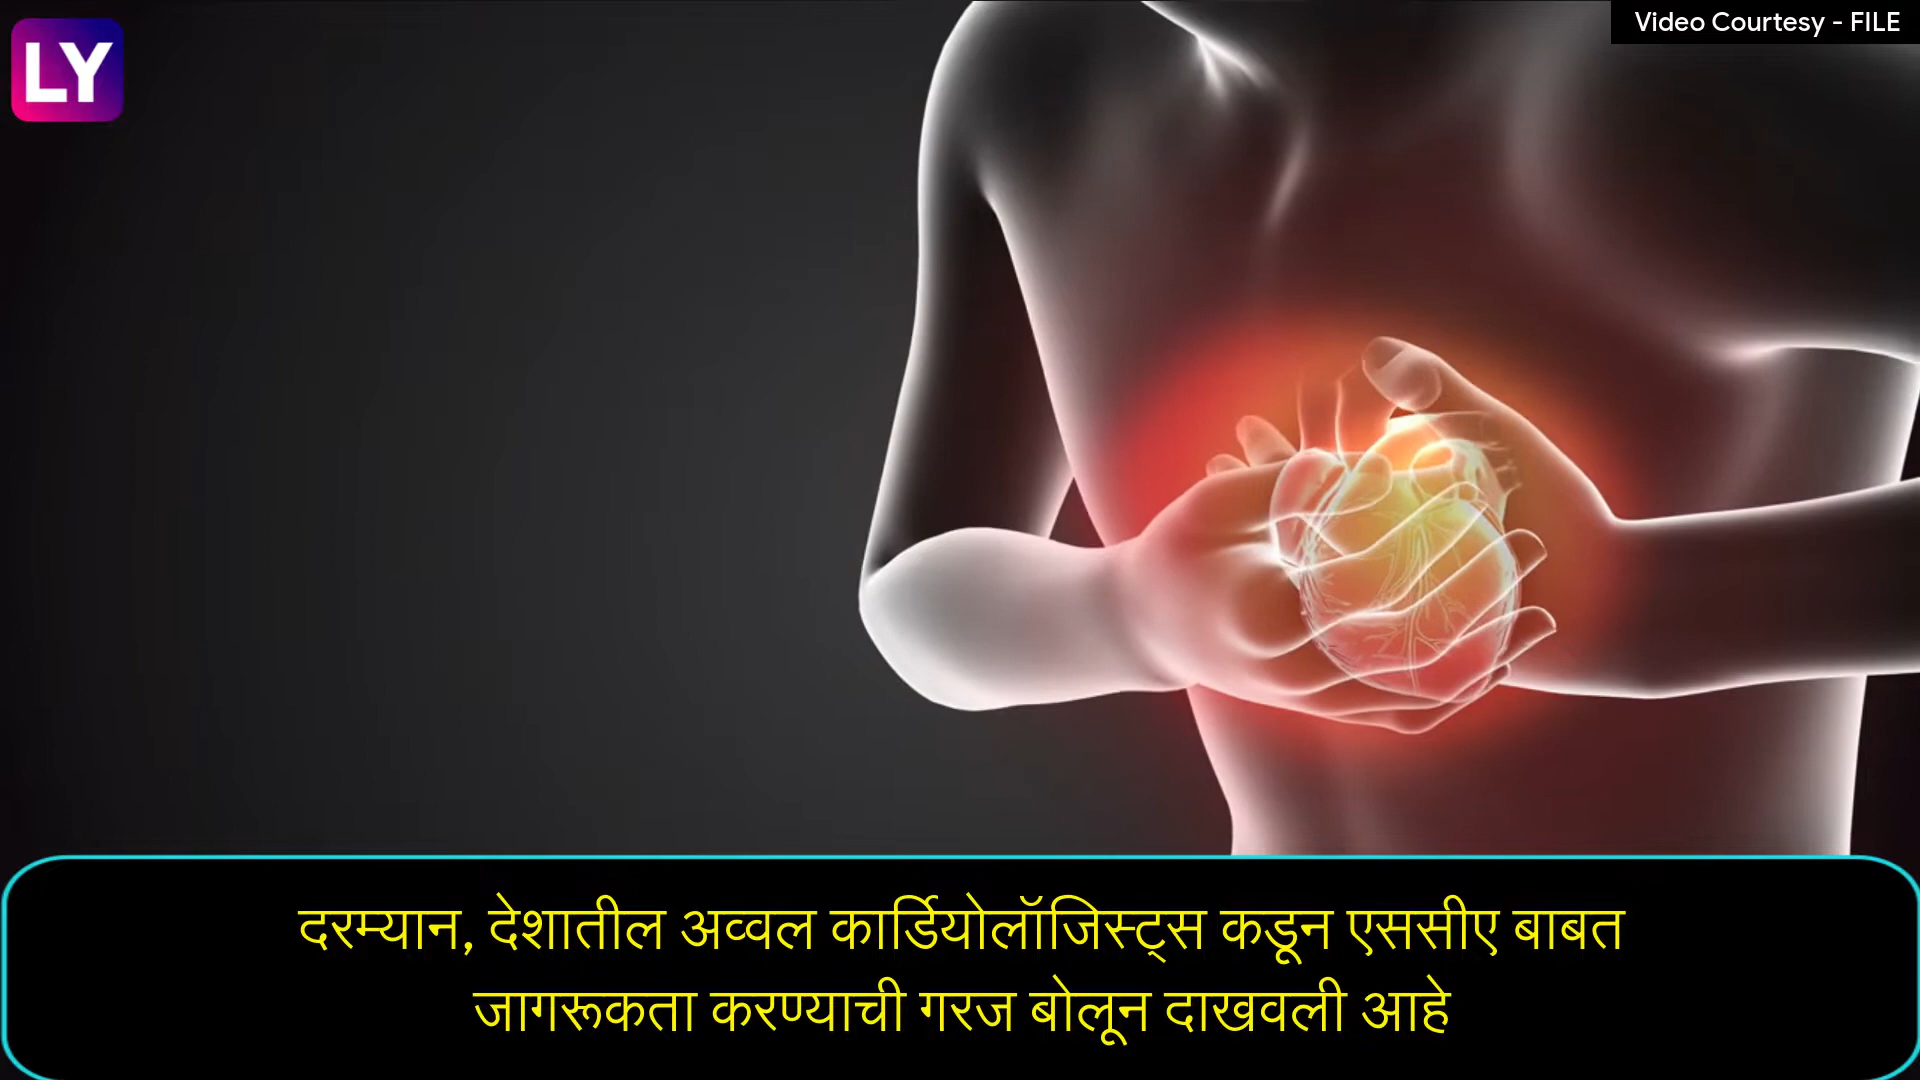 LY
Video Courtesy - FILE
दरम्यान, देशातील अव्वल कार्डियोलॉजिस्ट्स कडून एससीए बाबत
जागरूकता करण्याची गरज बोलून दाखवली आहे